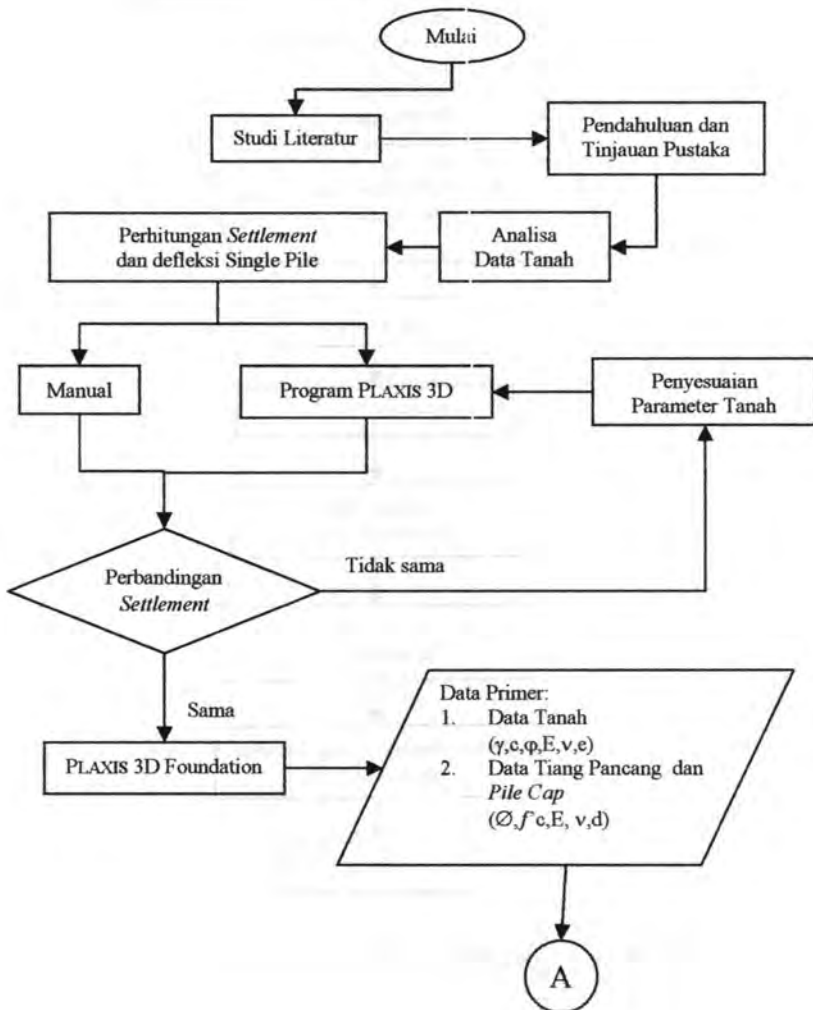 Mulai
Studi Literatur
Pendahuluan dan
Tinjauan Pustaka
Perhitungan Settlement
dan defleksi Single Pile
Analisa
Data Tanah
Manual
Program PLAXIS 3D
Penyesuaian
Parameter Tanah
Perbandingan
Settlement
Tidak sama
Sama
PLAXIS 3D Foundation
Data Primer:
1. Data Tanah
(γ,c,φ,E,ν,e)
2. Data Tiang Pancang dan
Pile Cap
(∅,f'c,E, ν,d)
A